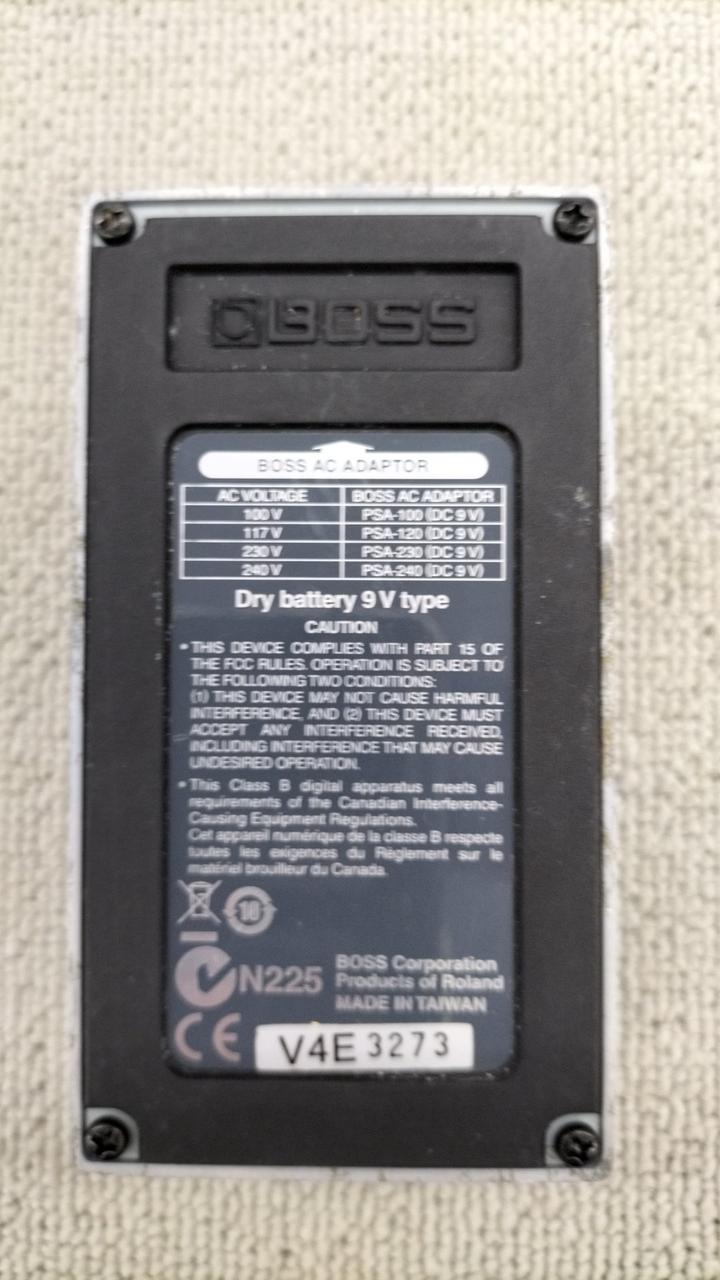 BOSS
BOSS AC ADAPTOR
AC VOLTAGE BOSS AC ADAPTOR
100 V PSA-100 (DC 9 V)
117 V PSA-120 (DC 9 V)
230 V PSA-230 (DC 9 V)
240 V PSA-240 (DC 9 V)
Dry battery 9 V type
CAUTION
• THIS DEVICE COMPLIES WITH PART 15 OF
THE FCC RULES. OPERATION IS SUBJECT TO
THE FOLLOWING TWO CONDITIONS:
(1) THIS DEVICE MAY NOT CAUSE HARMFUL
INTERFERENCE, AND (2) THIS DEVICE MUST
ACCEPT ANY INTERFERENCE RECEIVED,
INCLUDING INTERFERENCE THAT MAY CAUSE
UNDESIRED OPERATION.
• This Class B digital apparatus meets all
requirements of the Canadian Interference-
Causing Equipment Regulations.
Cet appareil numérique de la classe B respecte
toutes les exigences du Règlement sur le
matériel brouilleur du Canada.
10
N225
BOSS Corporation
Products of Roland
MADE IN TAIWAN
CE
V4E 3273